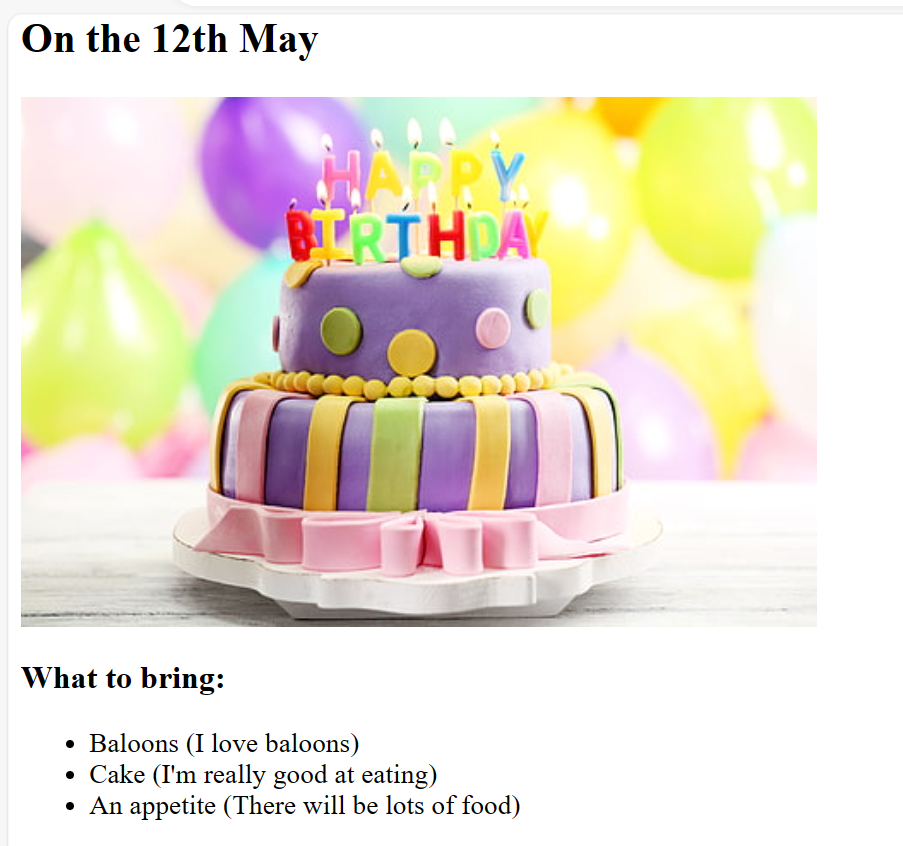 On the 12th May
HAPPY
BIRTHDAY
What to bring:
Baloons (I love baloons)
Cake (I'm really good at eating)
An appetite (There will be lots of food)